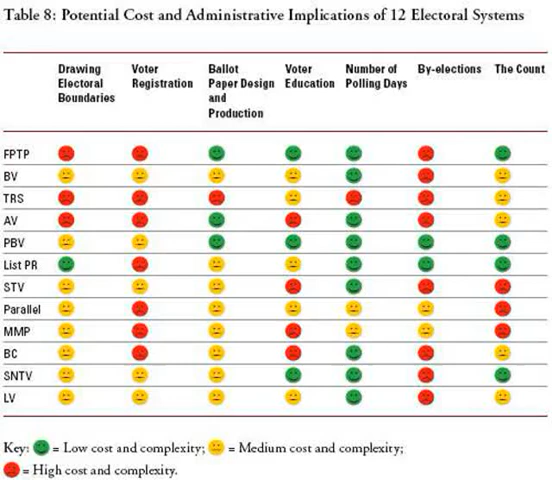 Table 8: Potential Cost and Administrative Implications of 12 Electoral Systems
Drawing Electoral Boundaries
Voter Registration
Ballot Paper Design and Production
Voter Education
Number of Polling Days
By-elections
The Count
FPTP
BV
TRS
AV
PBV
List PR
STV
Parallel
MMP
BC
SNTV
LV
Key: = Low cost and complexity; = Medium cost and complexity;
= High cost and complexity.